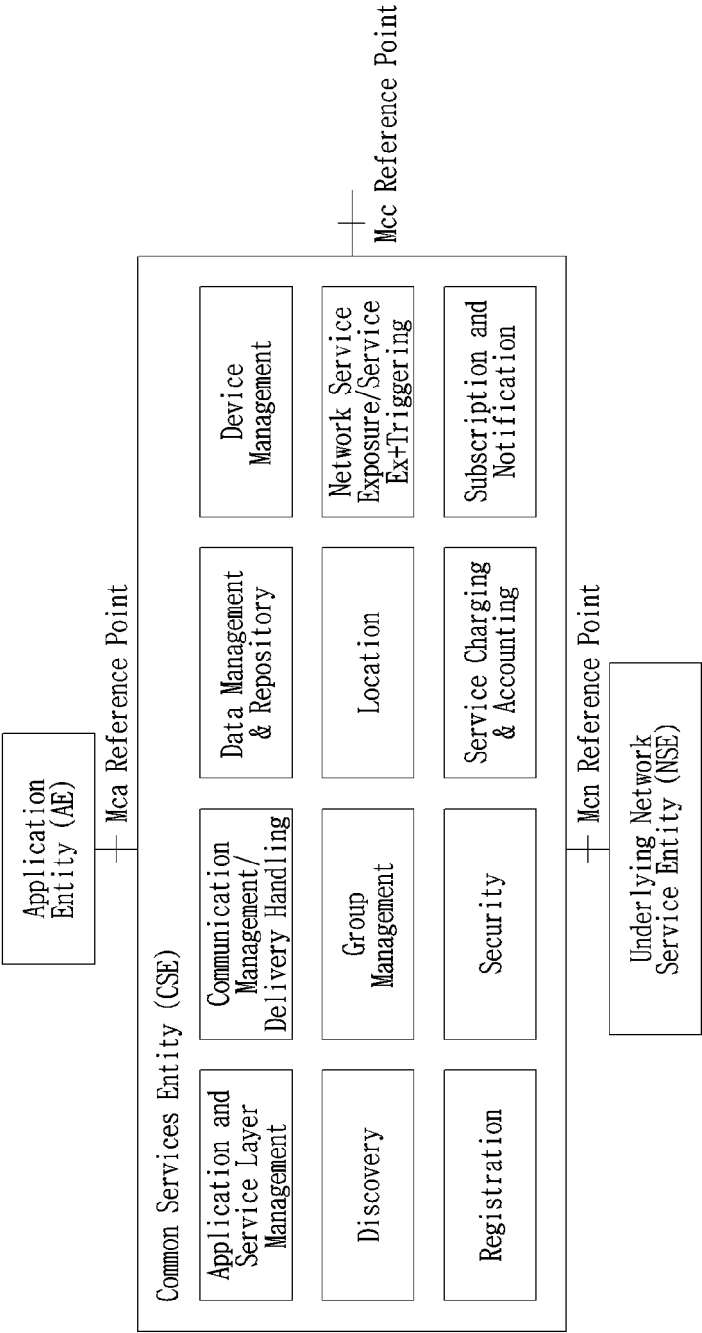 Application
Entity (AE)
Mca Reference Point
Common Services Entity (CSE)
Application and
Service Layer
Management
Communication
Management/
Delivery Handling
Data Management
& Repository
Device
Management
Discovery
Group
Management
Location
Network Service
Exposure/Service
Ex+Triggering
Registration
Security
Service Charging
& Accounting
Subscription and
Notification
Mcc Reference Point
Mcn Reference Point
Underlying Network
Service Entity (NSE)